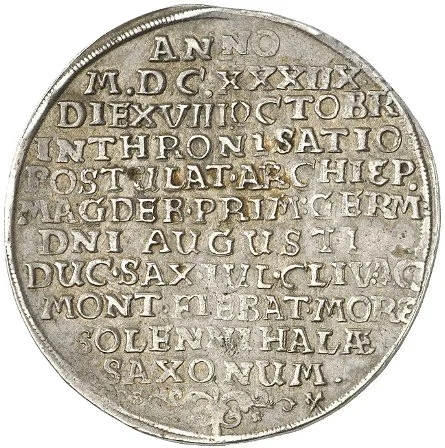 ANNO
M.DC.XXXIIX
DIE XVIII OCTOBR
INTHRONISATIO
POSTULAT·ARCHIEP.
MAGDEB·PRIM·GERM·
DNI AUGUSTI
DUC·SAX·IUL·CLIV·AC
MONT·FIEBAT·MORE
SOLENNI HALÆ
SAXONUM.